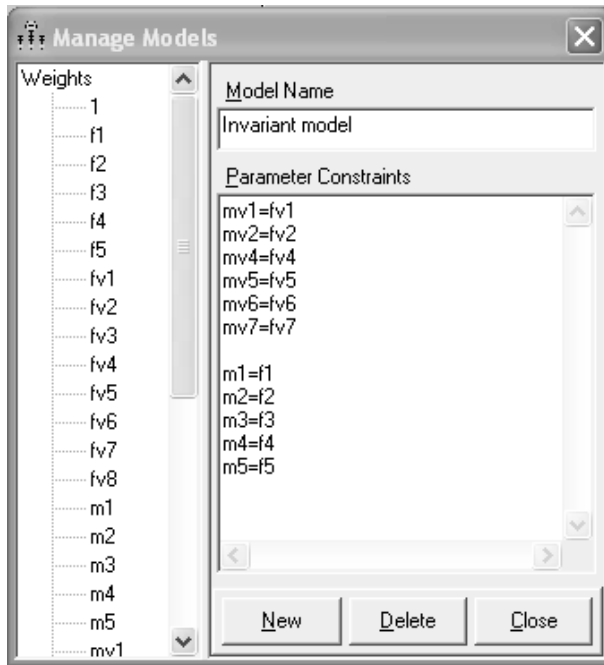 Manage Models
Weights
1
f1
f2
f3
f4
f5
fv1
fv2
fv3
fv4
fv5
fv6
fv7
fv8
m1
m2
m3
m4
m5
mv1
Model Name
Invariant model
Parameter Constraints
mv1=fv1
mv2=fv2
mv4=fv4
mv5=fv5
mv6=fv6
mv7=fv7
m1=f1
m2=f2
m3=f3
m4=f4
m5=f5
New
Delete
Close